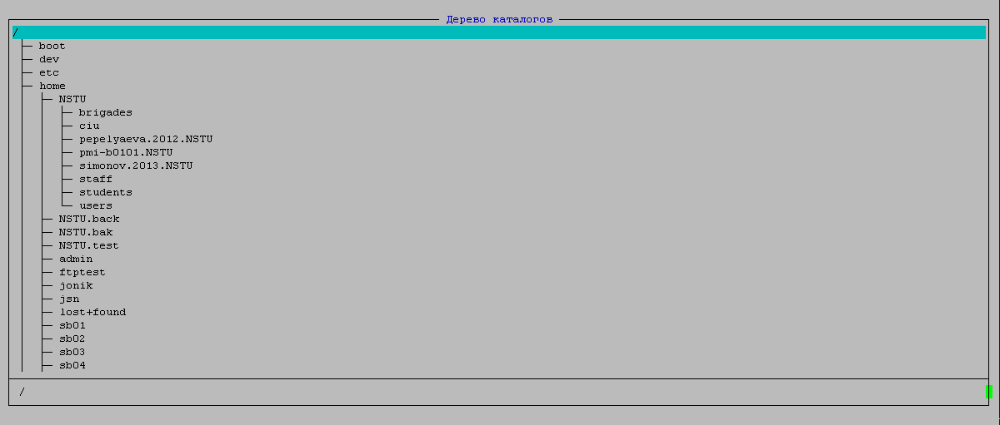 Дерево каталогов
/
boot
dev
etc
home
NSTU
brigades
ciu
pepelyaeva.2012.NSTU
pmi-b0101.NSTU
simonov.2013.NSTU
staff
students
users
NSTU.back
NSTU.bak
NSTU.test
admin
ftptest
jonik
jsn
lost+found
sb01
sb02
sb03
sb04
/